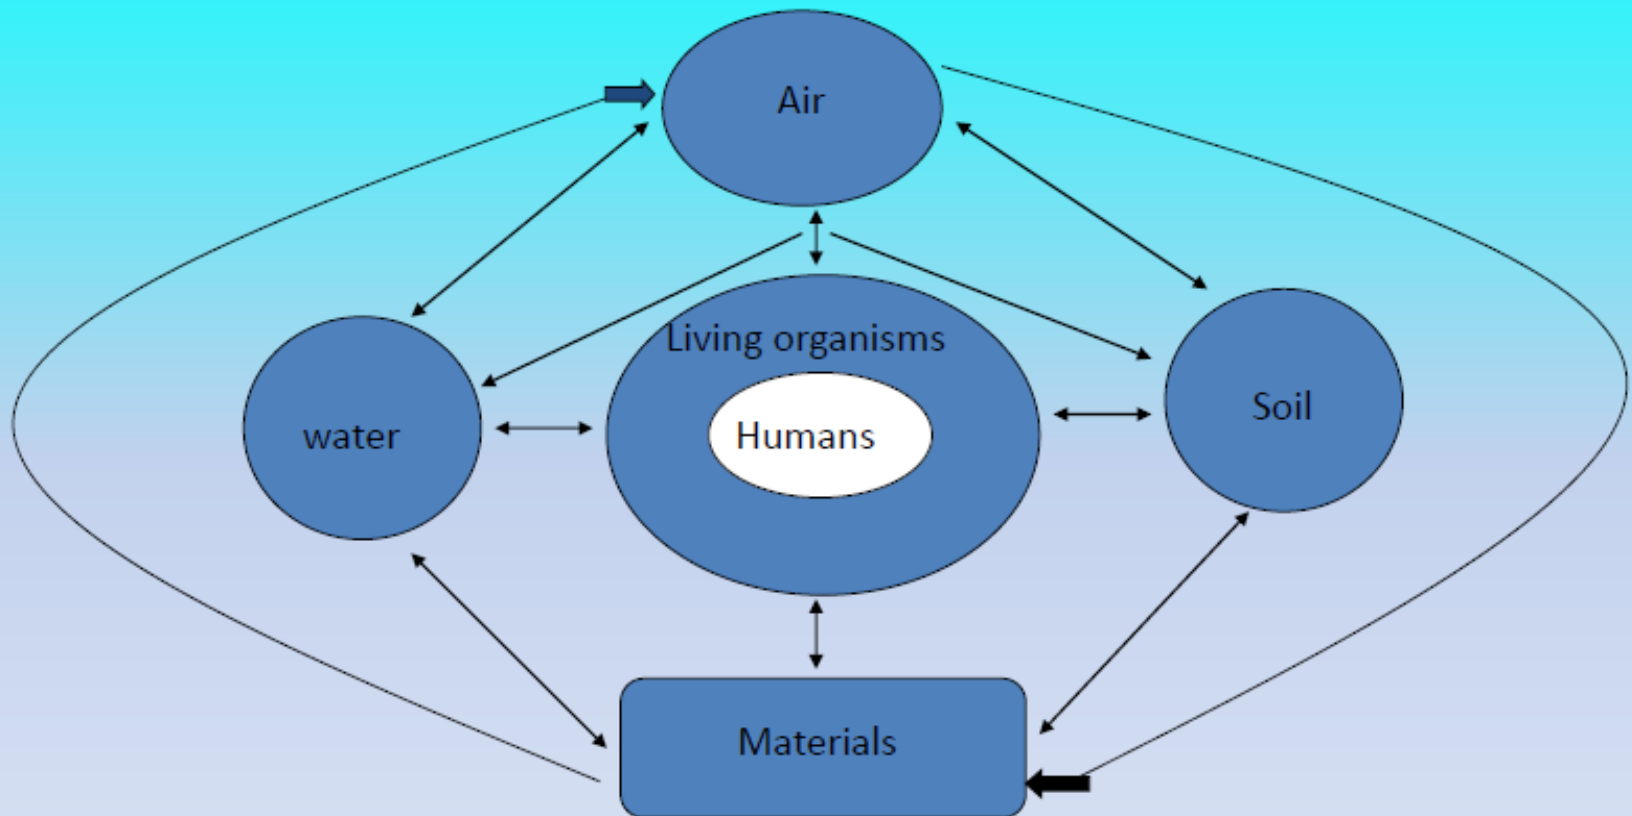 Air
Living organisms
water
Humans
Soil
Materials